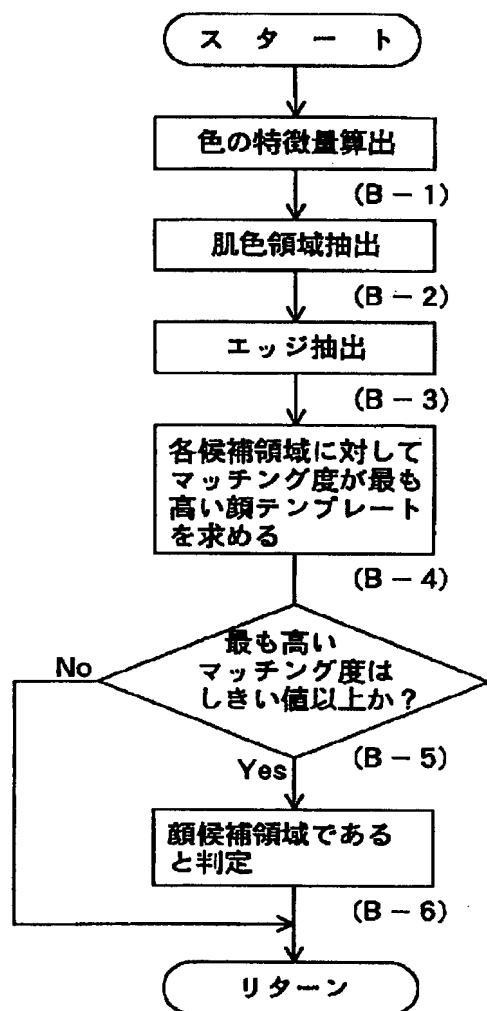 スタート
色の特徴量算出
(B-1)
肌色領域抽出
(B-2)
エッジ抽出
(B-3)
各候補領域に対して
マッチング度が最も
高い顔テンプレート
を求める
(B-4)
最も高い
マッチング度は
しきい値以上か?
No
(B-5)
Yes
顔候補領域である
と判定
(B-6)
リターン